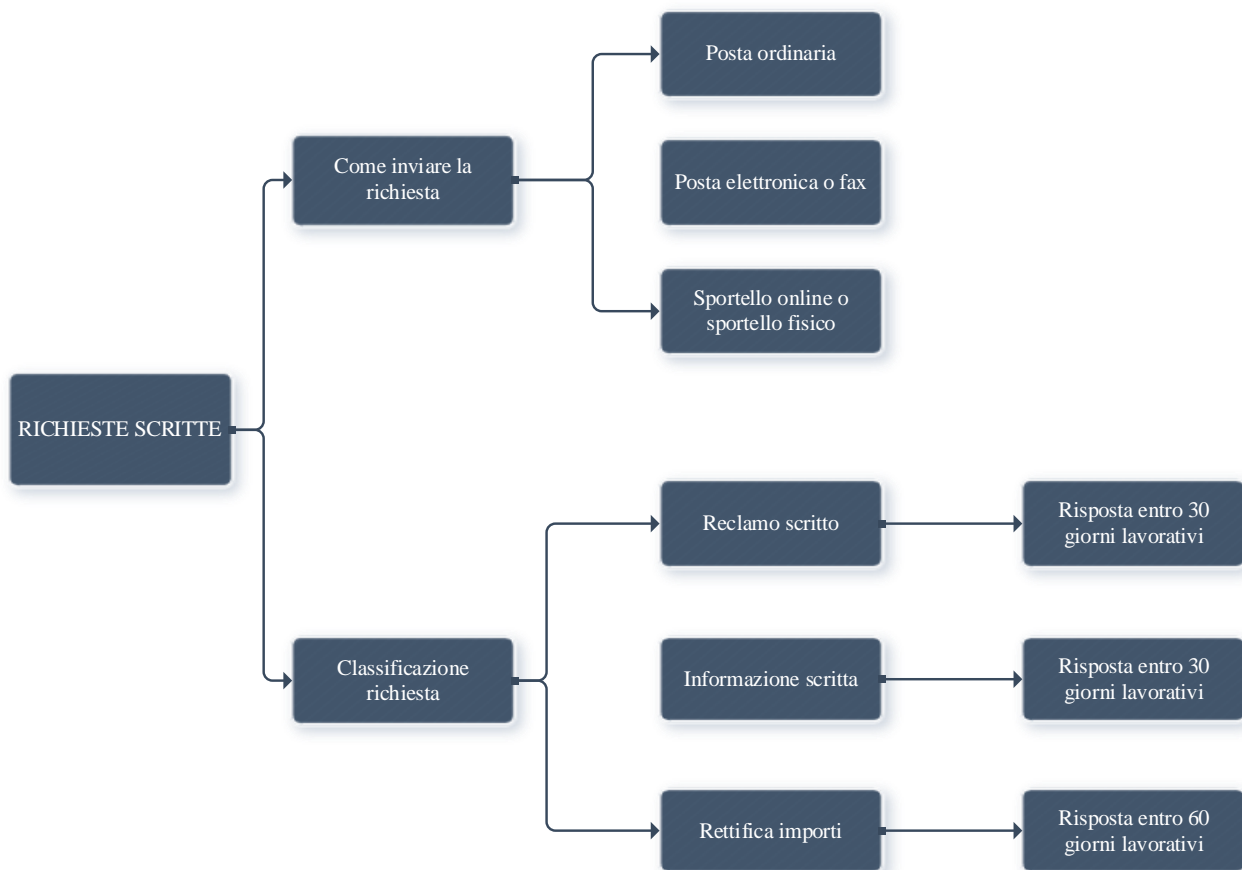 Posta ordinaria
Come inviare la
richiesta
Posta elettronica o fax
Sportello online o
sportello fisico
RICHIESTE SCRITTE
Reclamo scritto
Risposta entro 30
giorni lavorativi
Classificazione
richiesta
Informazione scritta
Risposta entro 30
giorni lavorativi
Rettifica importi
Risposta entro 60
giorni lavorativi